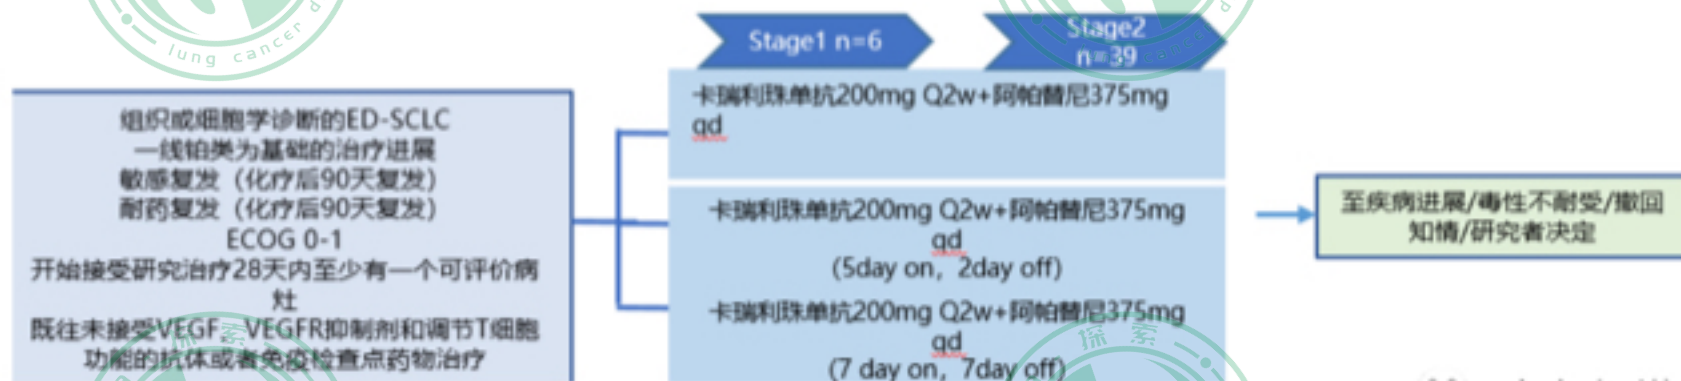 lung cancer
Stage1 n=6
Stage2
n=39
组织或细胞学诊断的ED-SCLC
一线铂类为基础的治疗进展
敏感复发（化疗后90天复发）
耐药复发（化疗后90天复发）
ECOG 0-1
开始接受研究治疗28天内至少有一个可评价病
灶
既往未接受VEGF、VEGFR抑制剂和调节T细胞
功能的抗体或者免疫检查点药物治疗
卡瑞利珠单抗200mg Q2w+阿帕替尼375mg
qd
卡瑞利珠单抗200mg Q2w+阿帕替尼375mg
qd
(5day on，2day off)
卡瑞利珠单抗200mg Q2w+阿帕替尼375mg
qd
(7 day on，7day off)
至疾病进展/毒性不耐受/撤回
知情/研究者决定
探索
探索